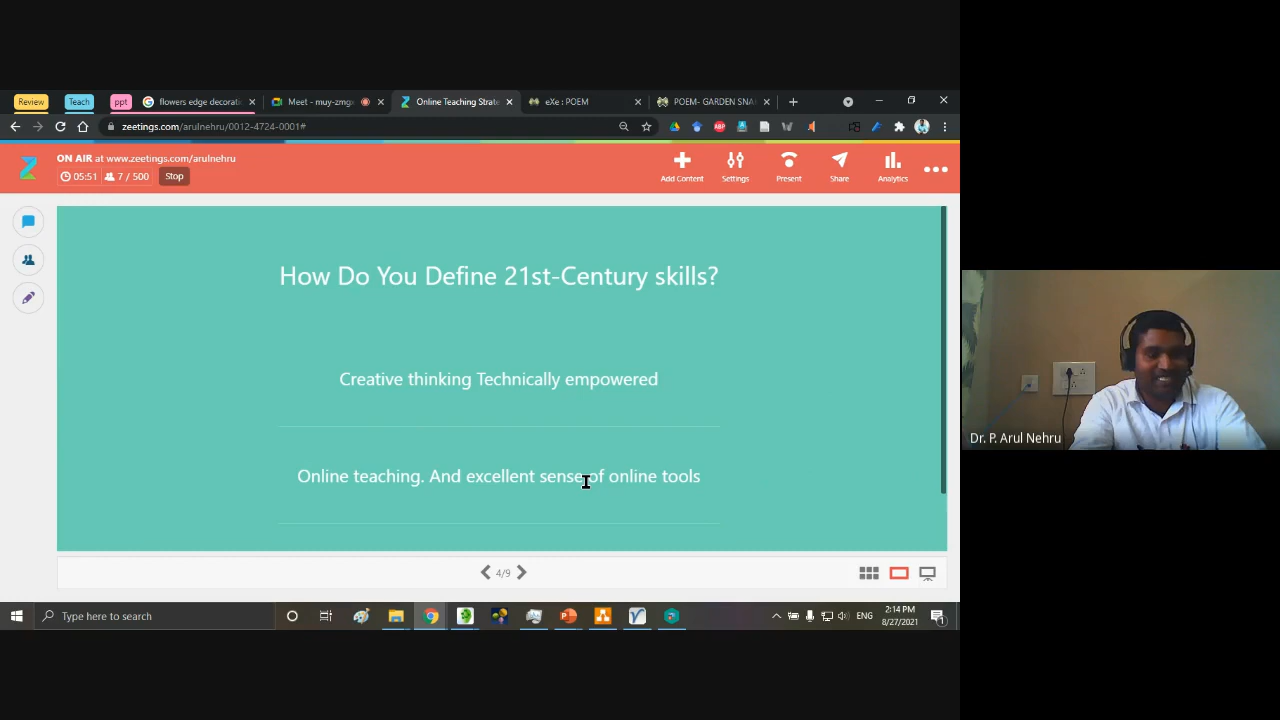 Review
Teach
ppt
flowers edge decorati
Meet - muy-zmg
Online Teaching Strate
eXe : POEM
POEM- GARDEN SNA
zeetings.com/arulnehru/0012-4724-0001#
ON AIR at www.zeetings.com/arulnehru
05:51 7 / 500 Stop
Add Content
Settings
Present
Share
Analytics
How Do You Define 21st-Century skills?
Creative thinking Technically empowered
Online teaching. And excellent sense of online tools
4/9
Dr. P. Arul Nehru
Type here to search
ENG
2:14 PM
8/27/2021